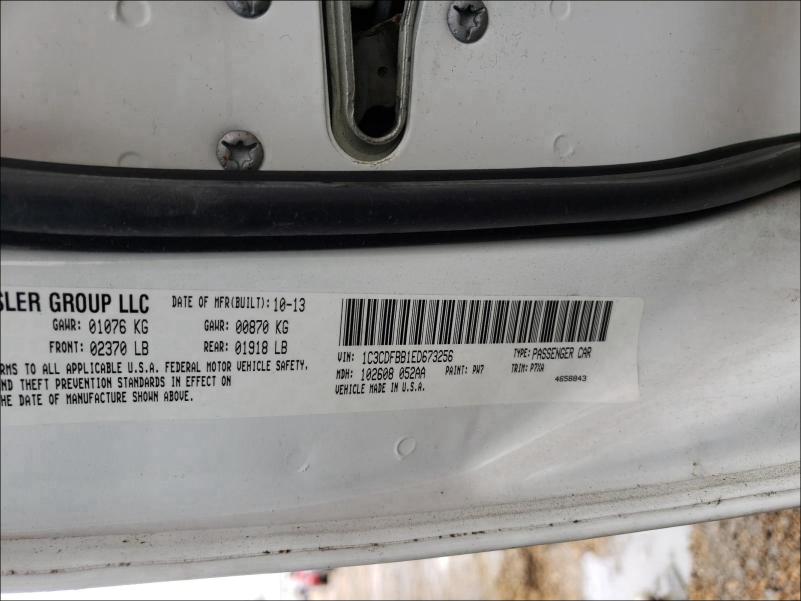 SLER GROUP LLC DATE OF MFR(BUILT): 10-13
GAWR: 01076 KG GAWR: 00870 KG
FRONT: 02370 LB REAR: 01918 LB
RMS TO ALL APPLICABLE U.S.A. FEDERAL MOTOR VEHICLE SAFETY,
ND THEFT PREVENTION STANDARDS IN EFFECT ON
HE DATE OF MANUFACTURE SHOWN ABOVE.
VIN: 1C3CDFBB1ED673256 TYPE: PASSENGER CAR
MDH: 102608 052AA PAINT: PW7 TRIM: P7XA
VEHICLE MADE IN U.S.A. 4658843